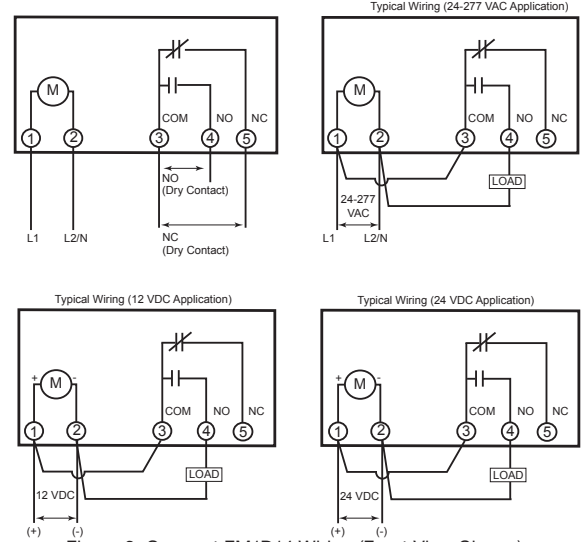 Typical Wiring (24-277 VAC Application)
M
COM NO NC
1 2 3 4 5
NO
(Dry Contact)
NC
(Dry Contact)
L1 L2/N
M
COM NO NC
1 2 3 4 5
LOAD
24-277
VAC
L1 L2/N
Typical Wiring (12 VDC Application)
+ M -
COM NO NC
1 2 3 4 5
LOAD
12 VDC
(+) (-)
Typical Wiring (24 VDC Application)
+ M -
COM NO NC
1 2 3 4 5
LOAD
24 VDC
(+) (-)